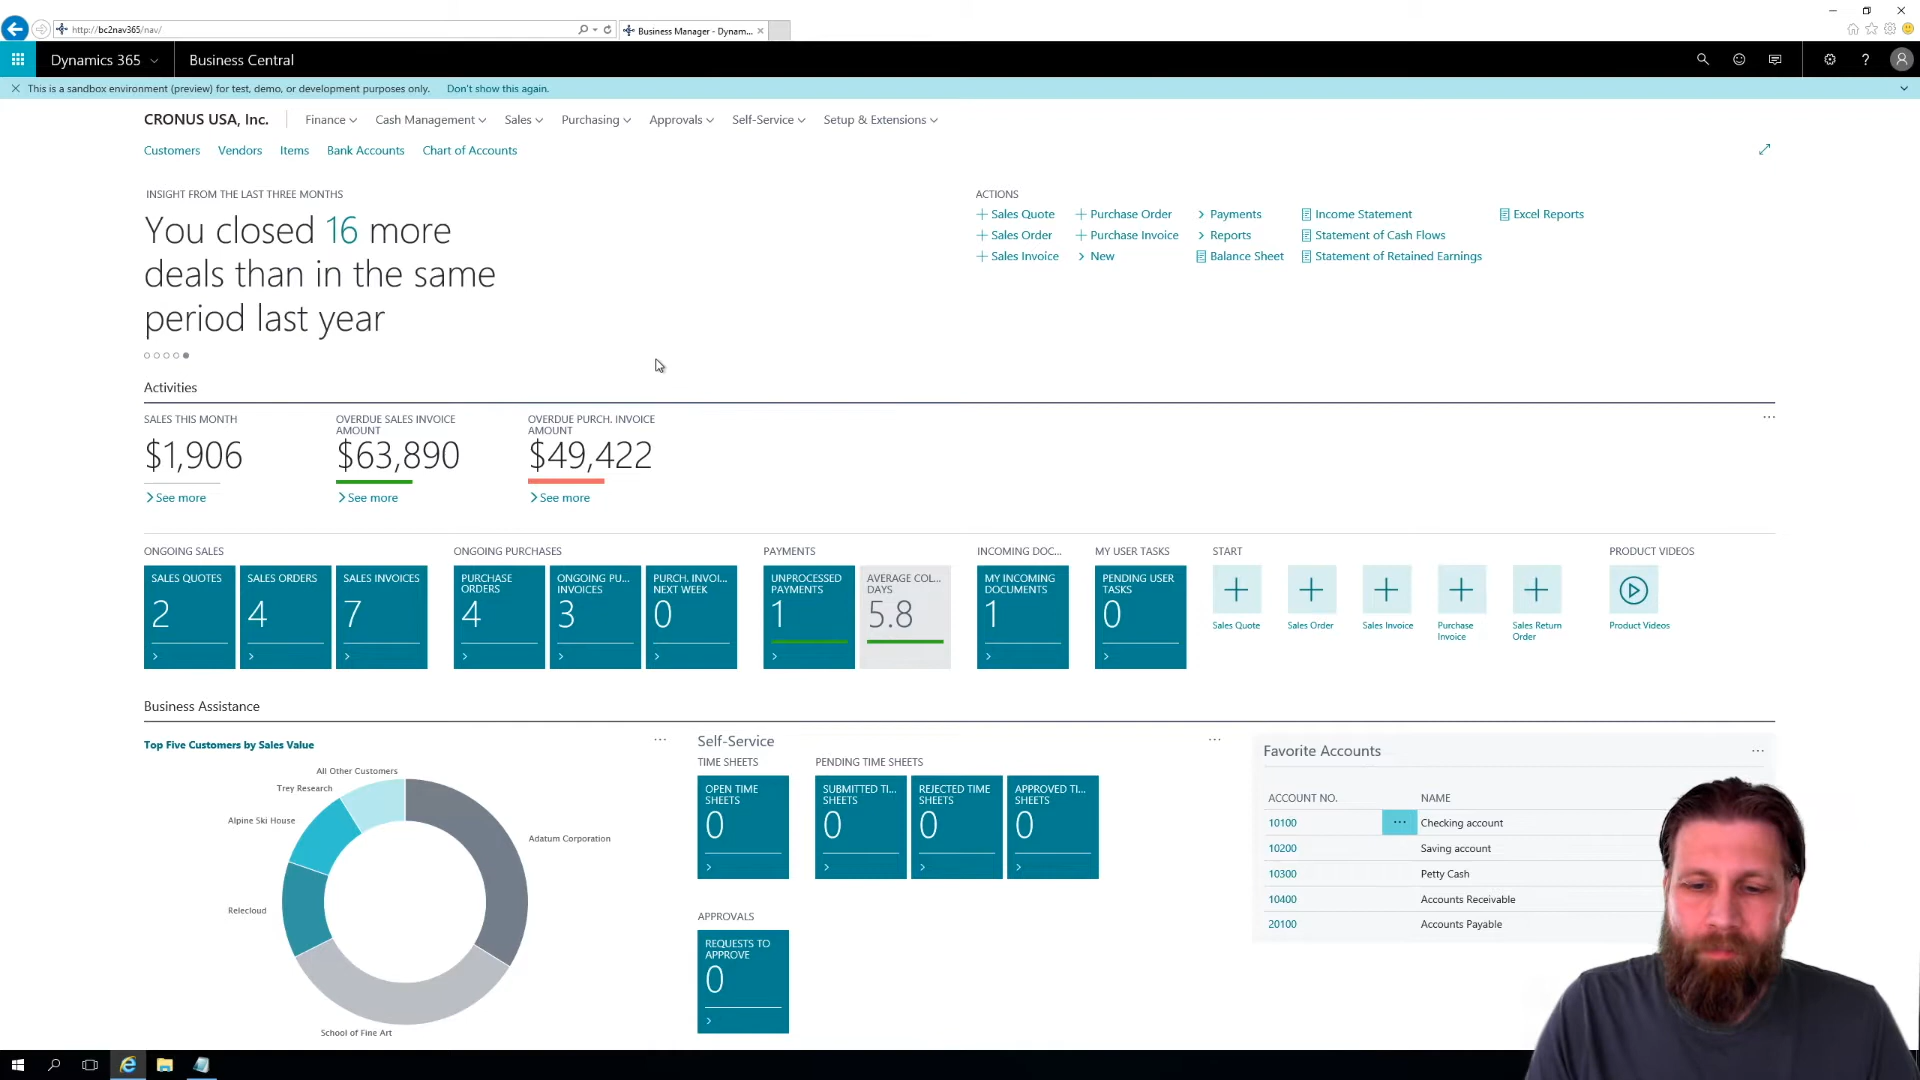 http://bc2nav365/nav/
Business Manager - Dynam...
Dynamics 365
Business Central
This is a sandbox environment (preview) for test, demo, or development purposes only.
Don't show this again.
CRONUS USA, Inc.
Finance
Cash Management
Sales
Purchasing
Approvals
Self-Service
Setup & Extensions
Customers
Vendors
Items
Bank Accounts
Chart of Accounts
INSIGHT FROM THE LAST THREE MONTHS
You closed 16 more
deals than in the same
period last year
ACTIONS
Sales Quote
Purchase Order
Payments
Income Statement
Excel Reports
Sales Order
Purchase Invoice
Reports
Statement of Cash Flows
Sales Invoice
New
Balance Sheet
Statement of Retained Earnings
Activities
SALES THIS MONTH
$1,906
See more
OVERDUE SALES INVOICE
AMOUNT
$63,890
See more
OVERDUE PURCH. INVOICE
AMOUNT
$49,422
See more
ONGOING SALES
SALES QUOTES
2
SALES ORDERS
4
SALES INVOICES
7
ONGOING PURCHASES
PURCHASE
ORDERS
4
ONGOING PU...
INVOICES
3
PURCH. INVOI...
NEXT WEEK
0
PAYMENTS
UNPROCESSED
PAYMENTS
1
AVERAGE COL...
DAYS
5.8
INCOMING DOC...
MY INCOMING
DOCUMENTS
1
MY USER TASKS
PENDING USER
TASKS
0
START
Sales Quote
Sales Order
Sales Invoice
Purchase
Invoice
Sales Return
Order
PRODUCT VIDEOS
Product Videos
Business Assistance
Top Five Customers by Sales Value
All Other Customers
Trey Research
Alpine Ski House
Adatum Corporation
Relecloud
School of Fine Art
Self-Service
TIME SHEETS
OPEN TIME
SHEETS
0
PENDING TIME SHEETS
SUBMITTED TI...
SHEETS
0
REJECTED TIME
SHEETS
0
APPROVED TI...
SHEETS
0
APPROVALS
REQUESTS TO
APPROVE
0
Favorite Accounts
ACCOUNT NO.
NAME
10100
Checking account
10200
Saving account
10300
Petty Cash
10400
Accounts Receivable
20100
Accounts Payable